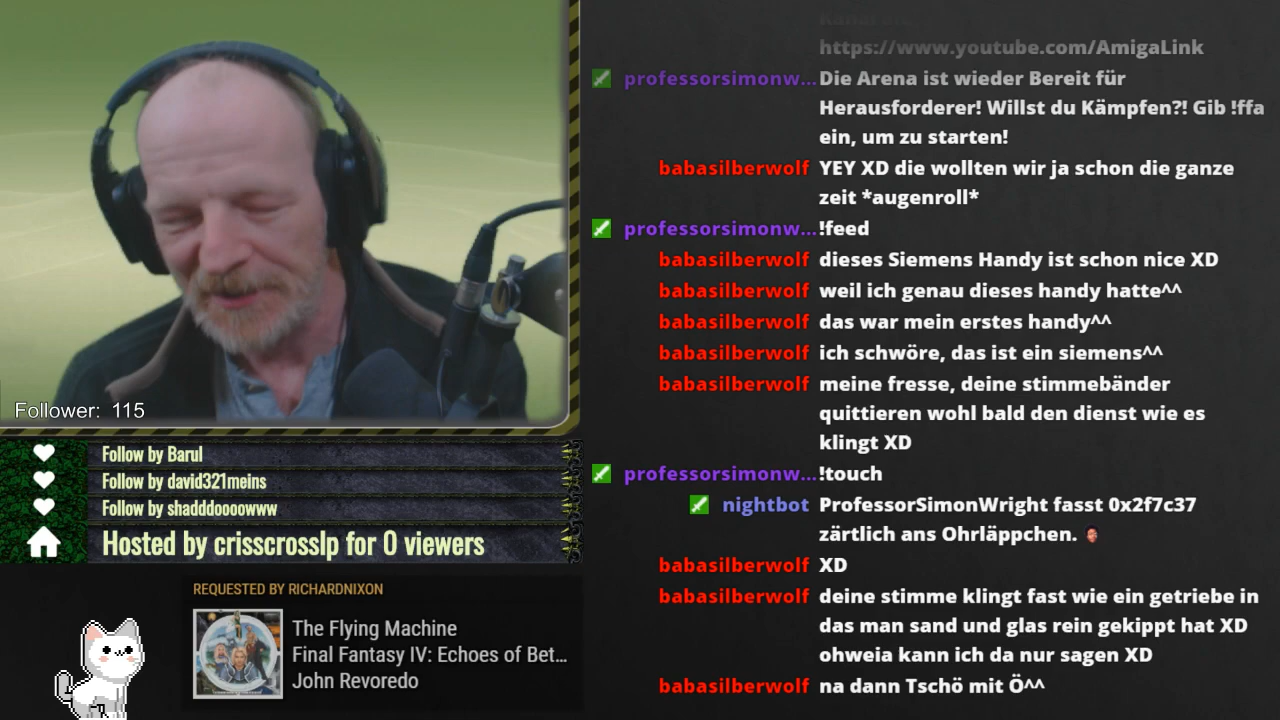 https://www.youtube.com/AmigaLink
professorsimonw... Die Arena ist wieder Bereit für
Herausforderer! Willst du Kämpfen?! Gib !ffa
ein, um zu starten!
babasilberwolf YEY XD die wollten wir ja schon die ganze
zeit *augenroll*
professorsimonw... !feed
babasilberwolf dieses Siemens Handy ist schon nice XD
babasilberwolf weil ich genau dieses handy hatte^^
babasilberwolf das war mein erstes handy^^
babasilberwolf ich schwöre, das ist ein siemens^^
babasilberwolf meine fresse, deine stimmebänder
quittieren wohl bald den dienst wie es
klingt XD
professorsimonw... !touch
nightbot ProfessorSimonWright fasst 0x2f7c37
zärtlich ans Ohrläppchen.
babasilberwolf XD
babasilberwolf deine stimme klingt fast wie ein getriebe in
das man sand und glas rein gekippt hat XD
ohweia kann ich da nur sagen XD
babasilberwolf na dann Tschö mit Ö^^
Follower: 115
Follow by Barul
Follow by david321meins
Follow by shadddoooowww
Hosted by crisscrosslp for 0 viewers
REQUESTED BY RICHARDNIXON
The Flying Machine
Final Fantasy IV: Echoes of Bet...
John Revoredo